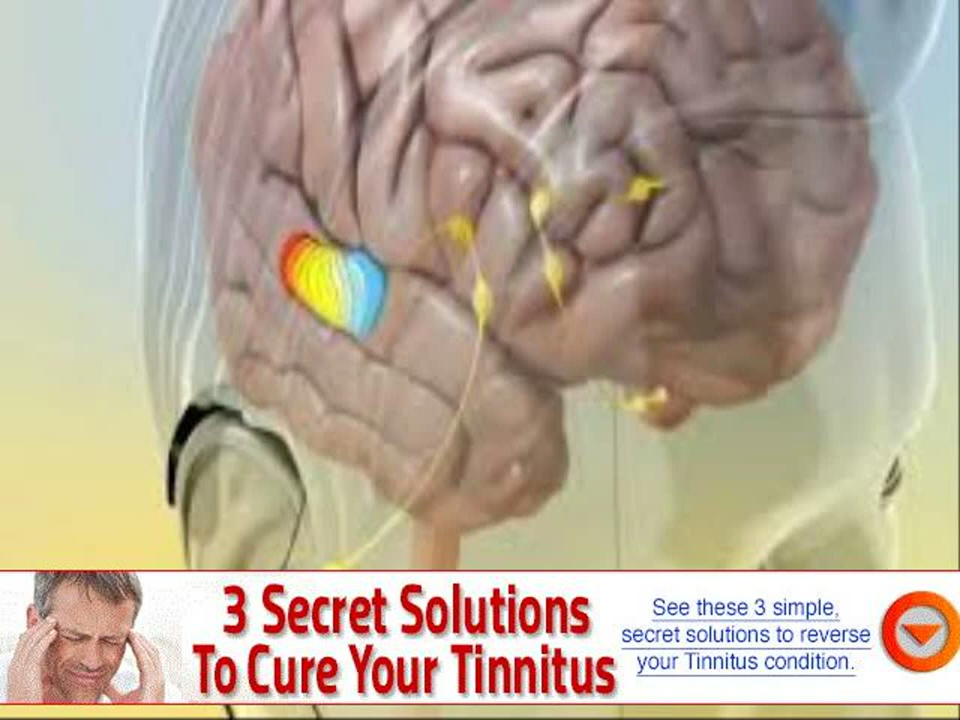 3 Secret Solutions
To Cure Your Tinnitus
See these 3 simple,
secret solutions to reverse
your Tinnitus condition.